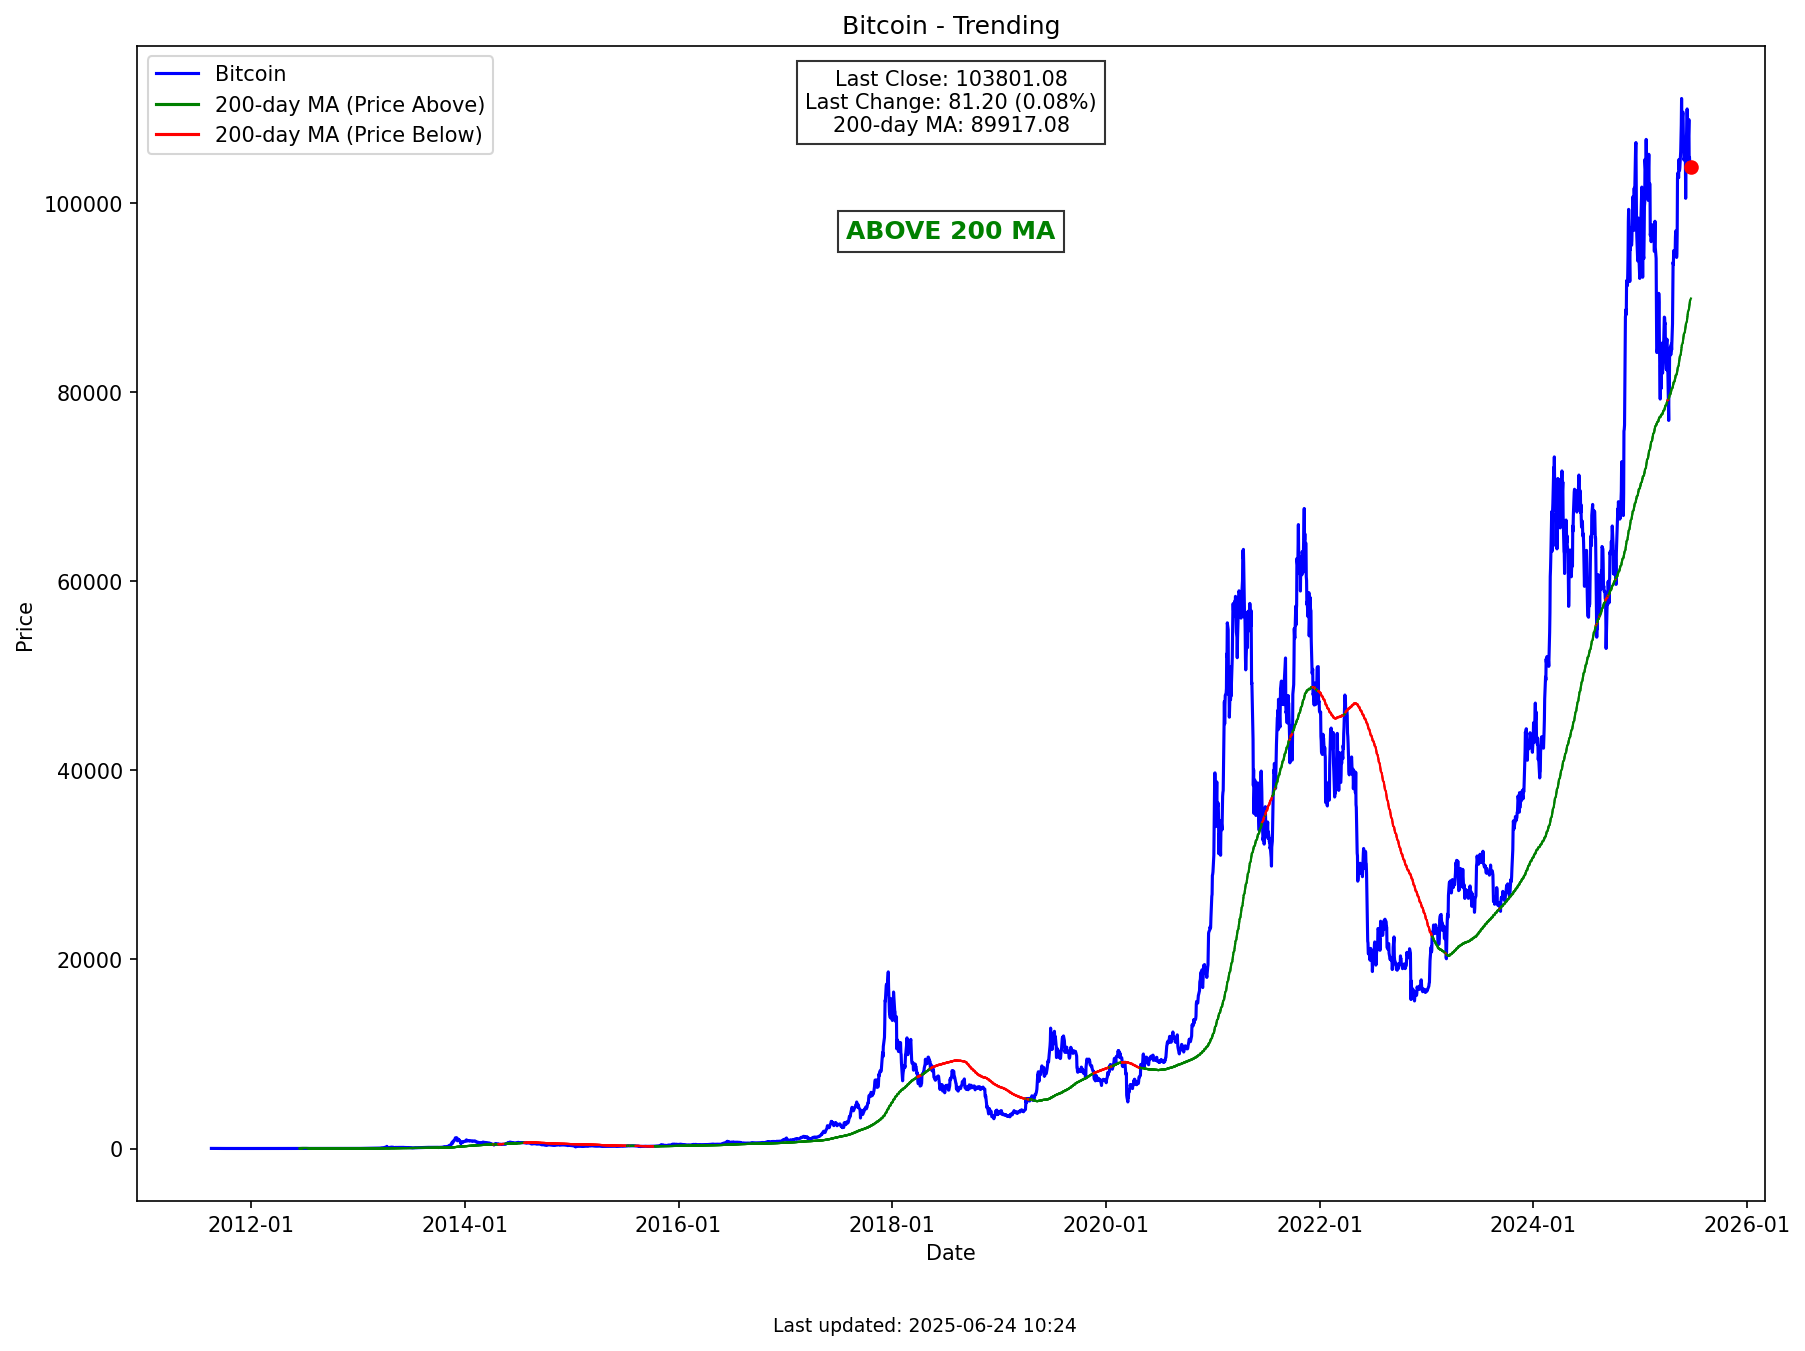 Bitcoin - Trending
Bitcoin
200-day MA (Price Above)
200-day MA (Price Below)
Last Close: 103801.08
Last Change: 81.20 (0.08%)
200-day MA: 89917.08
ABOVE 200 MA
Price
100000
80000
60000
40000
20000
0
2012-01
2014-01
2016-01
2018-01
2020-01
2022-01
2024-01
2026-01
Date
Last updated: 2025-06-24 10:24